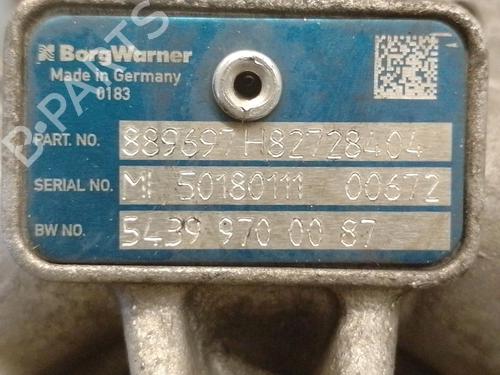 BorgWarner
Made in Germany
0183
PART. NO. 889697 H82728404
SERIAL NO. MI 50180111 00672
BW NO. 5439 970 00 87
B-PARTS